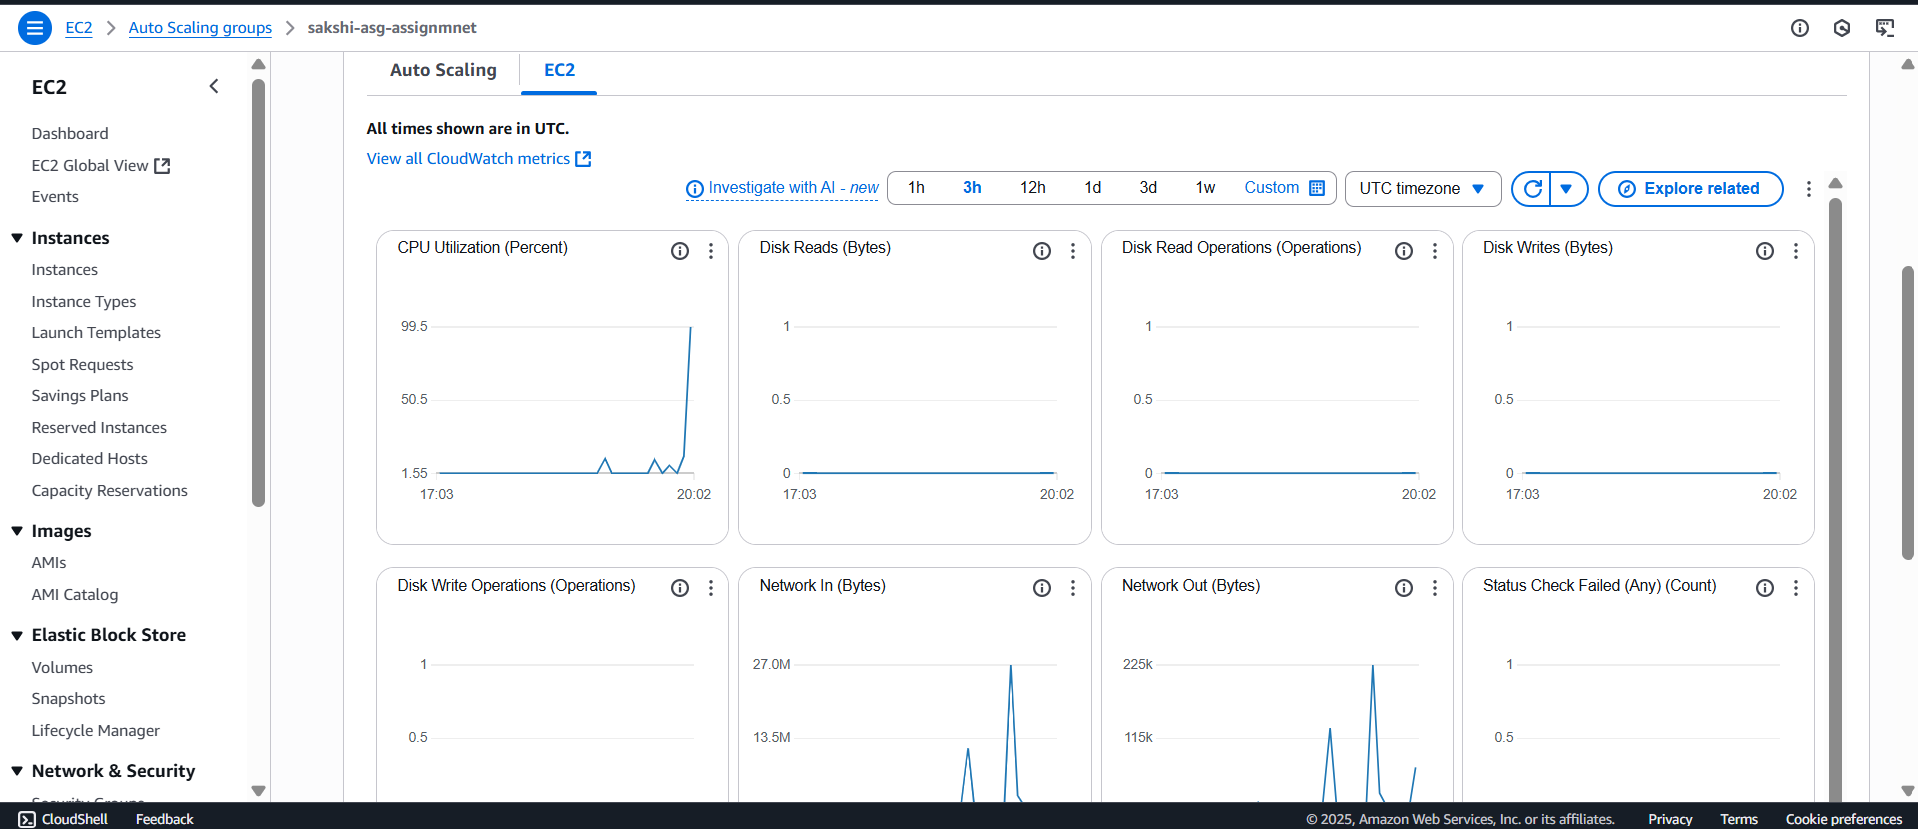 EC2 > Auto Scaling groups > sakshi-asg-assignmnet
EC2
Dashboard
EC2 Global View
Events
Instances
Instances
Instance Types
Launch Templates
Spot Requests
Savings Plans
Reserved Instances
Dedicated Hosts
Capacity Reservations
Images
AMIs
AMI Catalog
Elastic Block Store
Volumes
Snapshots
Lifecycle Manager
Network & Security
Security Groups
Auto Scaling EC2
All times shown are in UTC.
View all CloudWatch metrics
Investigate with AI - new 1h 3h 12h 1d 3d 1w Custom UTC timezone Explore related
CPU Utilization (Percent)
99.5
50.5
1.55
17:03 20:02
Disk Reads (Bytes)
1
0.5
0
17:03 20:02
Disk Read Operations (Operations)
1
0.5
0
17:03 20:02
Disk Writes (Bytes)
1
0.5
0
17:03 20:02
Disk Write Operations (Operations)
1
0.5
Network In (Bytes)
27.0M
13.5M
Network Out (Bytes)
225k
115k
Status Check Failed (Any) (Count)
1
0.5
CloudShell Feedback © 2025, Amazon Web Services, Inc. or its affiliates. Privacy Terms Cookie preferences